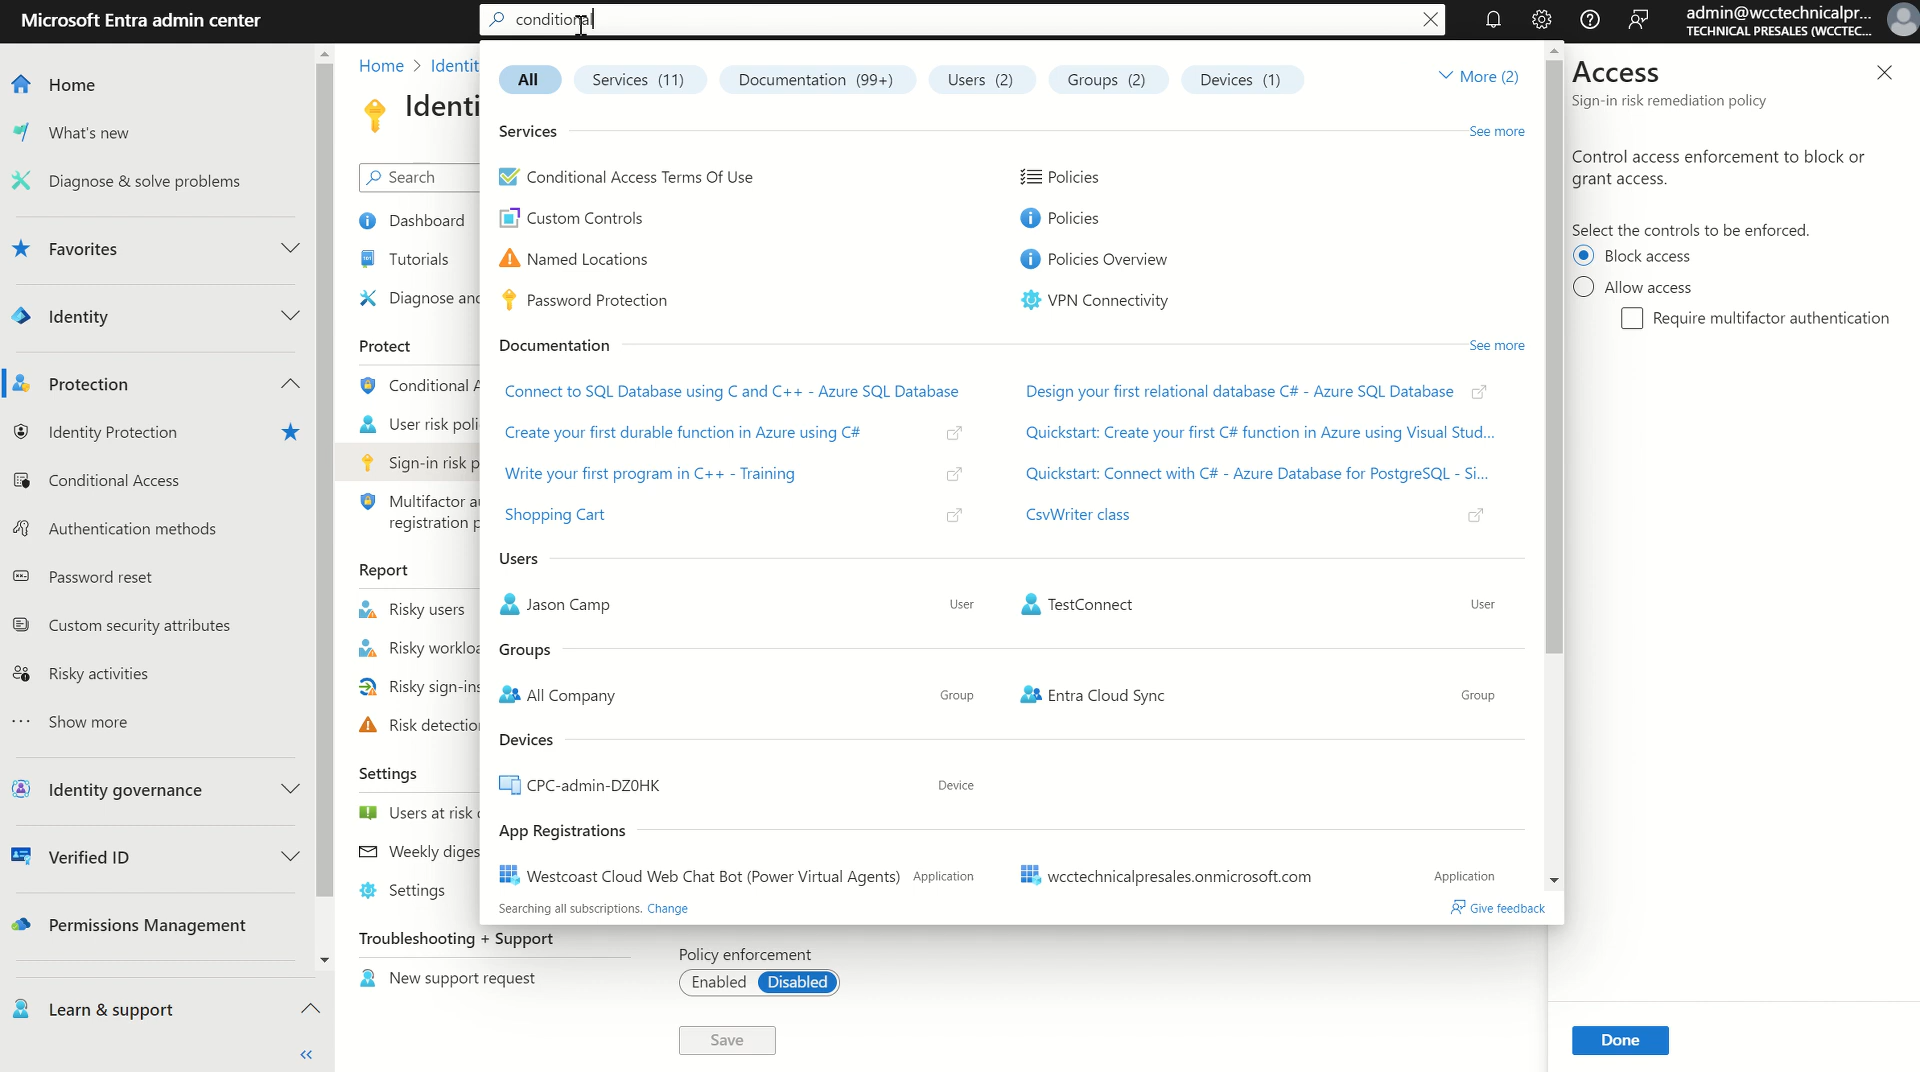 Microsoft Entra admin center
conditional
admin@wcctechnicalpr...
TECHNICAL PRESALES (WCCTEC...
Home
What's new
Diagnose & solve problems
Favorites
Identity
Protection
Identity Protection
Conditional Access
Authentication methods
Password reset
Custom security attributes
Risky activities
Show more
Identity governance
Verified ID
Permissions Management
Learn & support
Home > Identit
Identi
Search
Dashboard
Tutorials
Diagnose and
Protect
Conditional A
User risk poli
Sign-in risk p
Multifactor au
registration p
Report
Risky users
Risky workloa
Risky sign-ins
Risk detection
Settings
Users at risk d
Weekly diges
Settings
Troubleshooting + Support
New support request
All
Services (11)
Documentation (99+)
Users (2)
Groups (2)
Devices (1)
More (2)
Services
See more
Conditional Access Terms Of Use
Policies
Custom Controls
Policies
Named Locations
Policies Overview
Password Protection
VPN Connectivity
Documentation
See more
Connect to SQL Database using C and C++ - Azure SQL Database
Design your first relational database C# - Azure SQL Database
Create your first durable function in Azure using C#
Quickstart: Create your first C# function in Azure using Visual Stud...
Write your first program in C++ - Training
Quickstart: Connect with C# - Azure Database for PostgreSQL - Si...
Shopping Cart
CsvWriter class
Users
Jason Camp User
TestConnect User
Groups
All Company Group
Entra Cloud Sync Group
Devices
CPC-admin-DZ0HK Device
App Registrations
Westcoast Cloud Web Chat Bot (Power Virtual Agents) Application
wcctechnicalpresales.onmicrosoft.com Application
Searching all subscriptions. Change
Give feedback
Policy enforcement
Enabled Disabled
Save
Access
Sign-in risk remediation policy
Control access enforcement to block or
grant access.
Select the controls to be enforced.
Block access
Allow access
Require multifactor authentication
Done